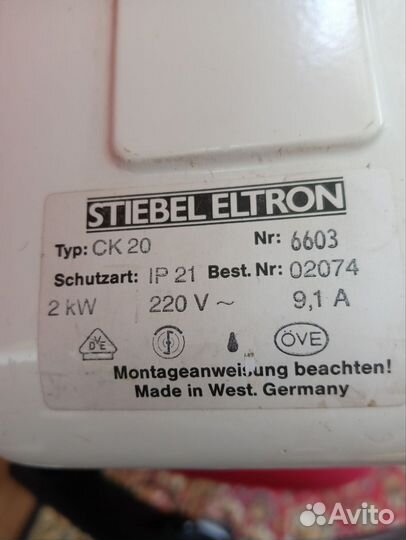 STIEBEL ELTRON
Typ: CK 20 Nr: 6603
Schutzart: IP 21 Best. Nr: 02074
2 kW 220 V ~ 9,1 A
VDE ÖVE
Montageanweisung beachten!
Made in West. Germany
Avito